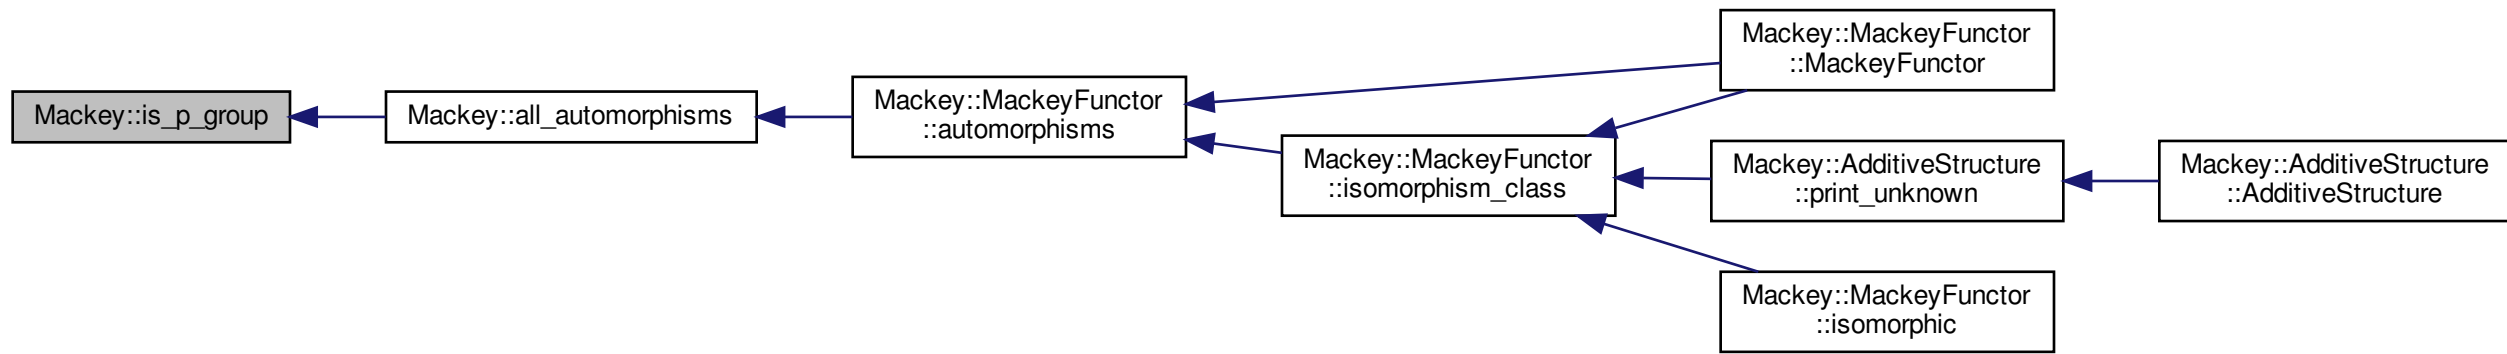 Mackey::is_p_group
Mackey::all_automorphisms
Mackey::MackeyFunctor
::automorphisms
Mackey::MackeyFunctor
::MackeyFunctor
Mackey::MackeyFunctor
::isomorphism_class
Mackey::AdditiveStructure
::print_unknown
Mackey::AdditiveStructure
::AdditiveStructure
Mackey::MackeyFunctor
::isomorphic